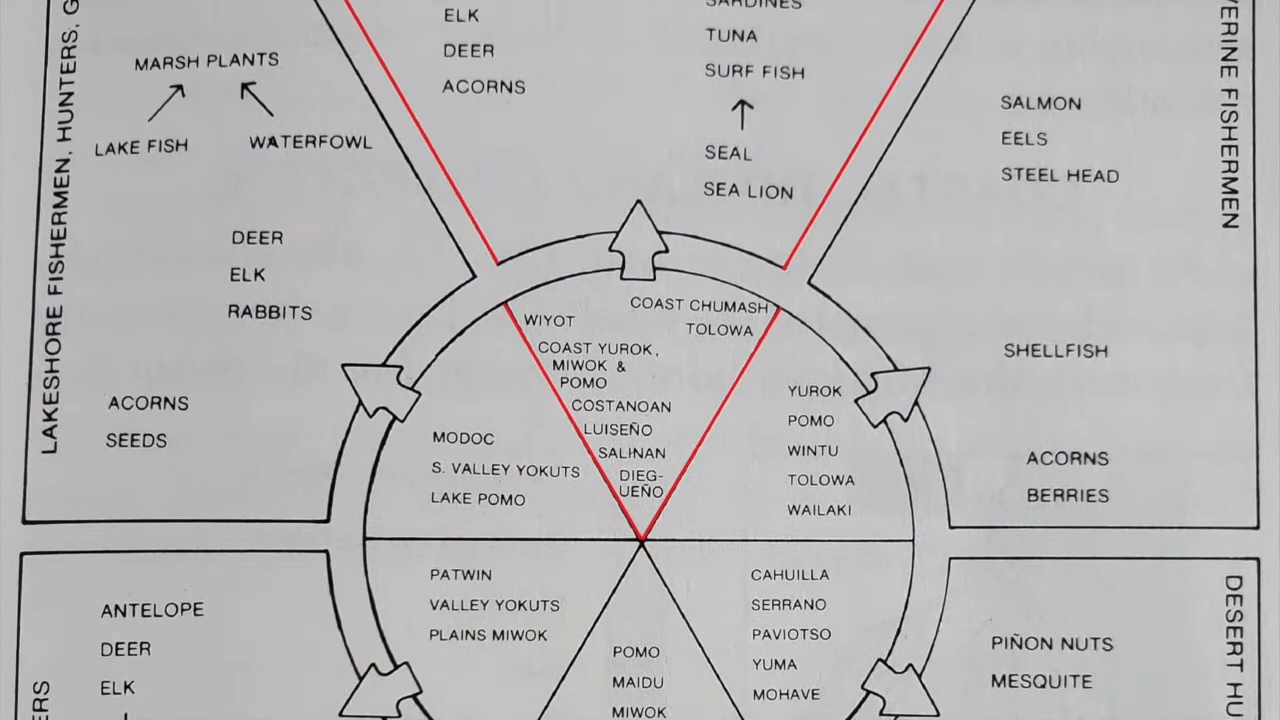 LAKESHORE FISHERMEN, HUNTERS, G
MARSH PLANTS
LAKE FISH
WATERFOWL
DEER
ELK
RABBITS
ACORNS
SEEDS
ELK
DEER
ACORNS
SARDINES
TUNA
SURF FISH
SEAL
SEA LION
VERINE FISHERMEN
SALMON
EELS
STEEL HEAD
SHELLFISH
ACORNS
BERRIES
WIYOT
COAST YUROK,
MIWOK &
POMO
COSTANOAN
LUISEÑO
SALINAN
DIEG-
UEÑO
COAST CHUMASH
TOLOWA
MODOC
S. VALLEY YOKUTS
LAKE POMO
YUROK
POMO
WINTU
TOLOWA
WAILAKI
PATWIN
VALLEY YOKUTS
PLAINS MIWOK
POMO
MAIDU
MIWOK
CAHUILLA
SERRANO
PAVIOTSO
YUMA
MOHAVE
ERS
ANTELOPE
DEER
ELK
DESERT HU
PIÑON NUTS
MESQUITE